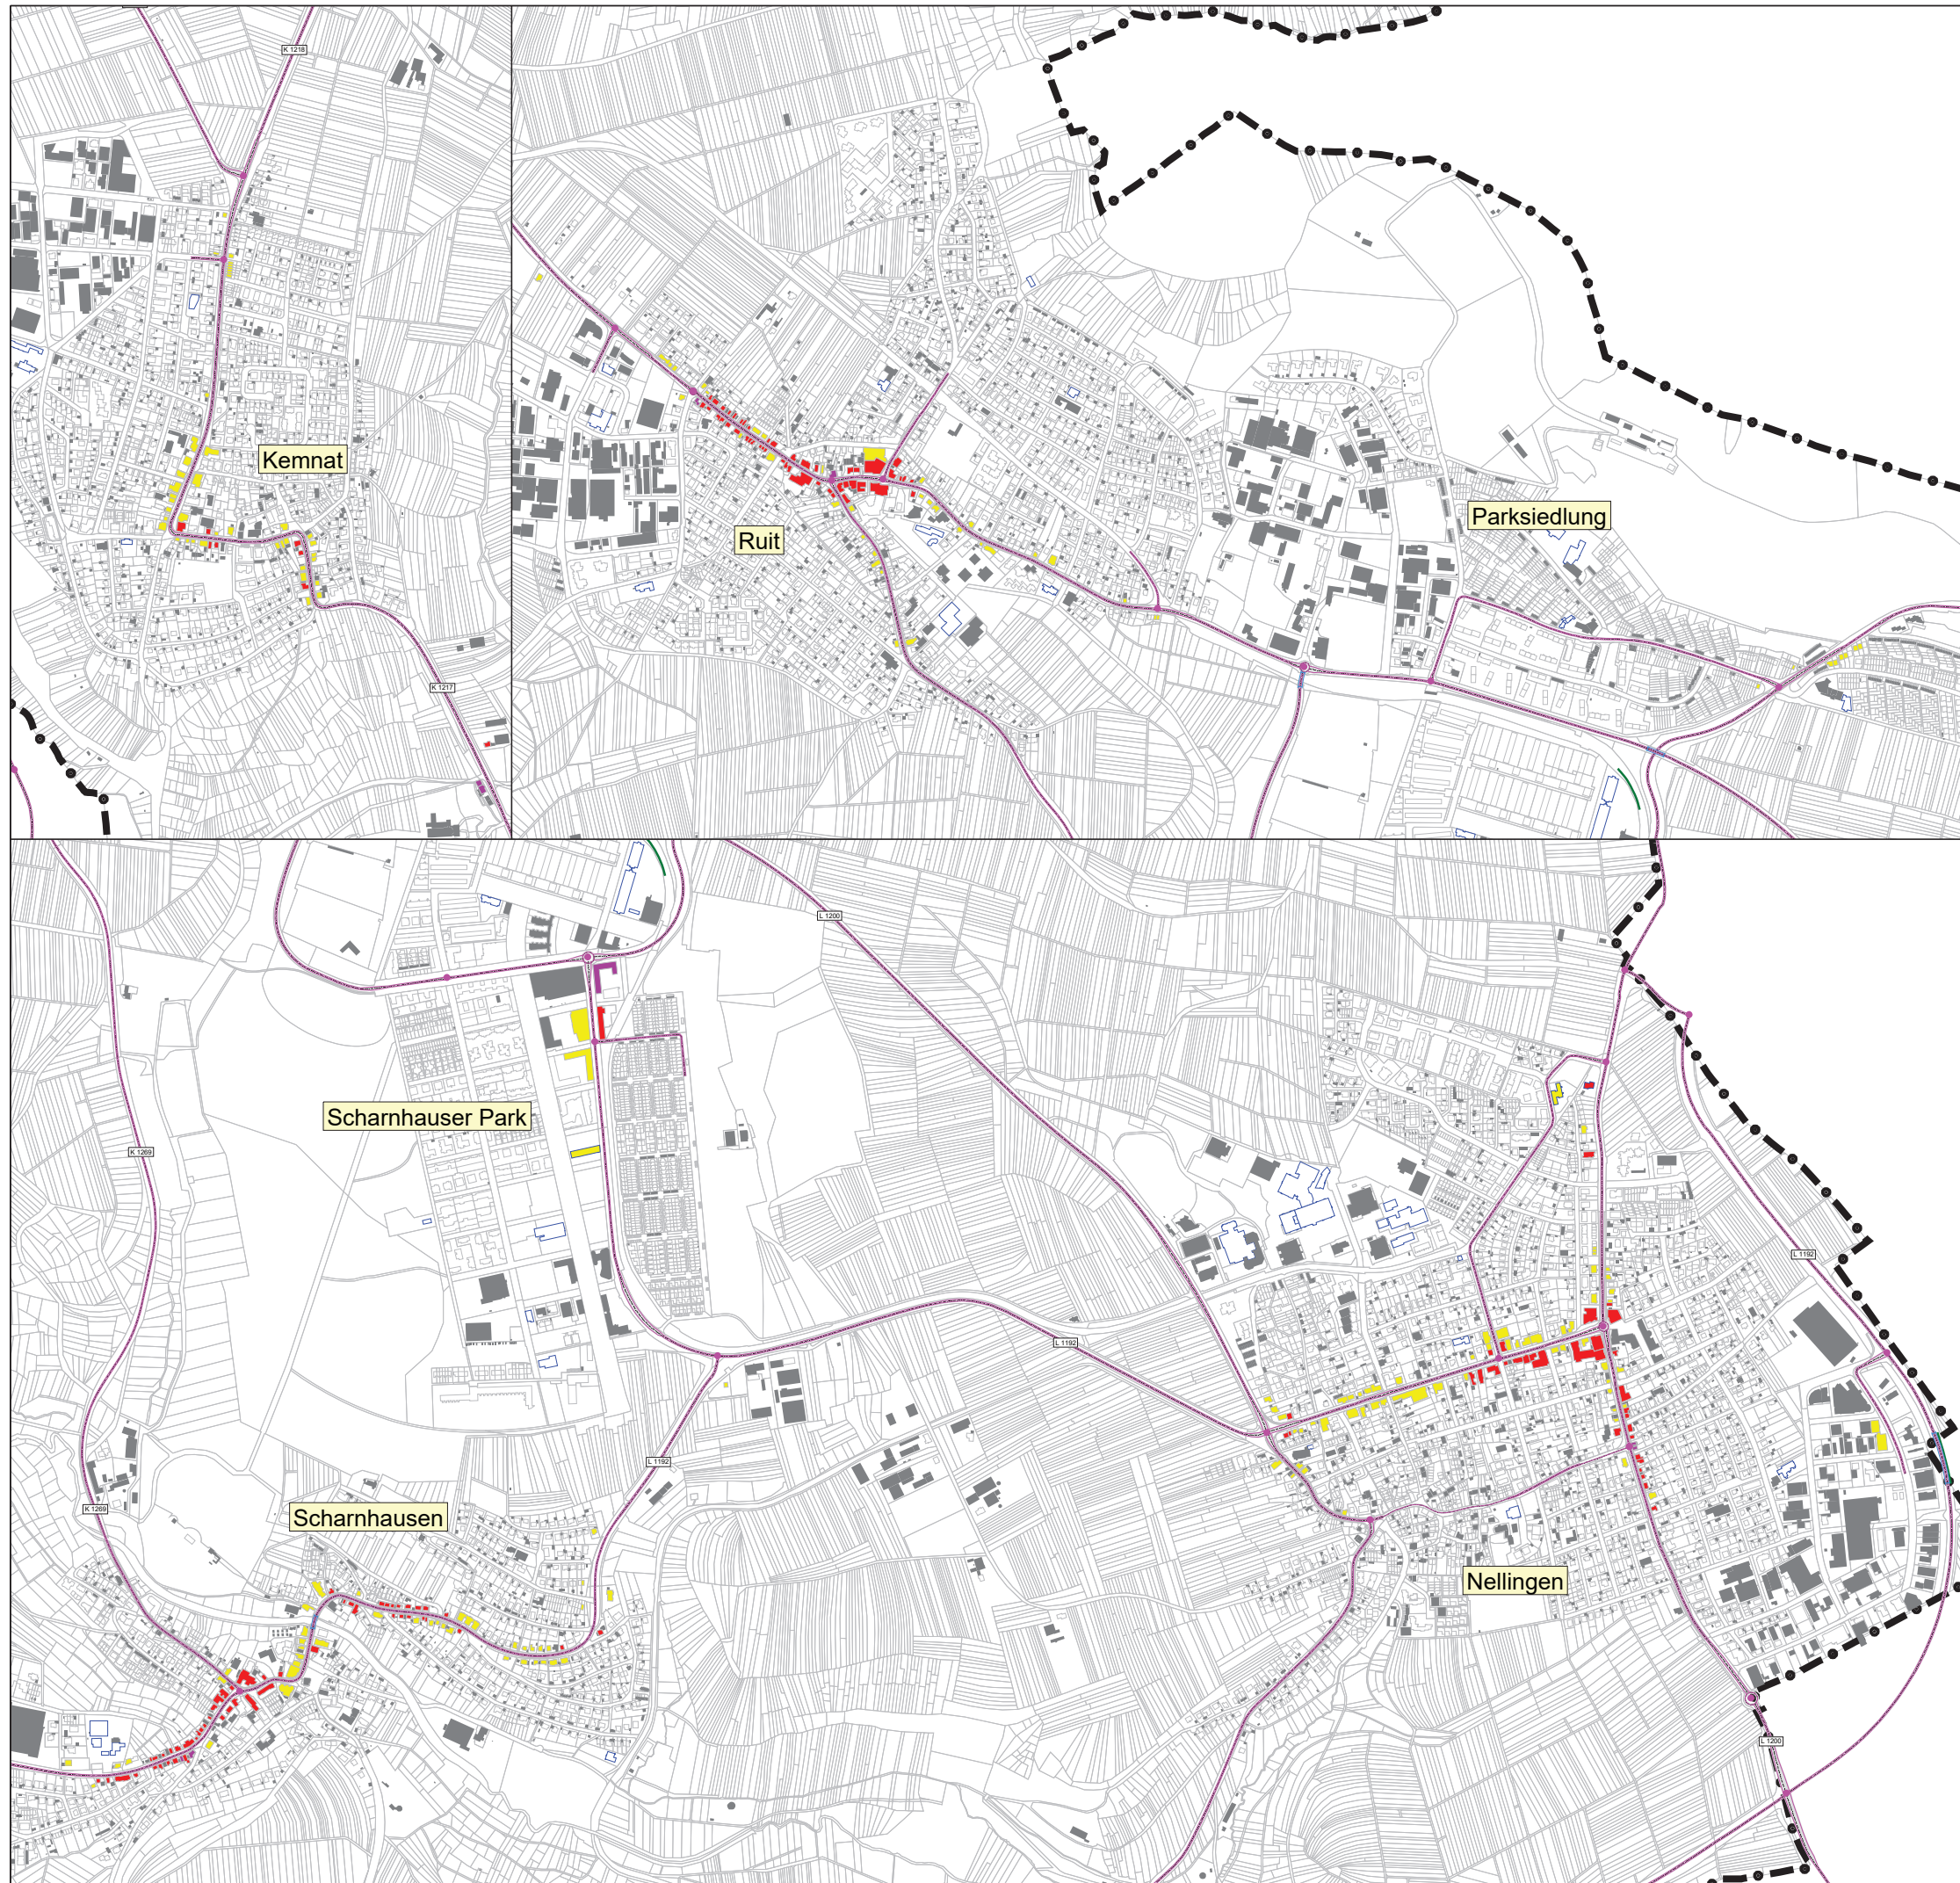 K 1218
Kemnat
Ruit
Parksiedlung
K 1217
L 1200
Scharnhauser Park
K 1269
L 1192
L 1192
L 1192
K 1269
Scharnhausen
Nellingen
L 1200